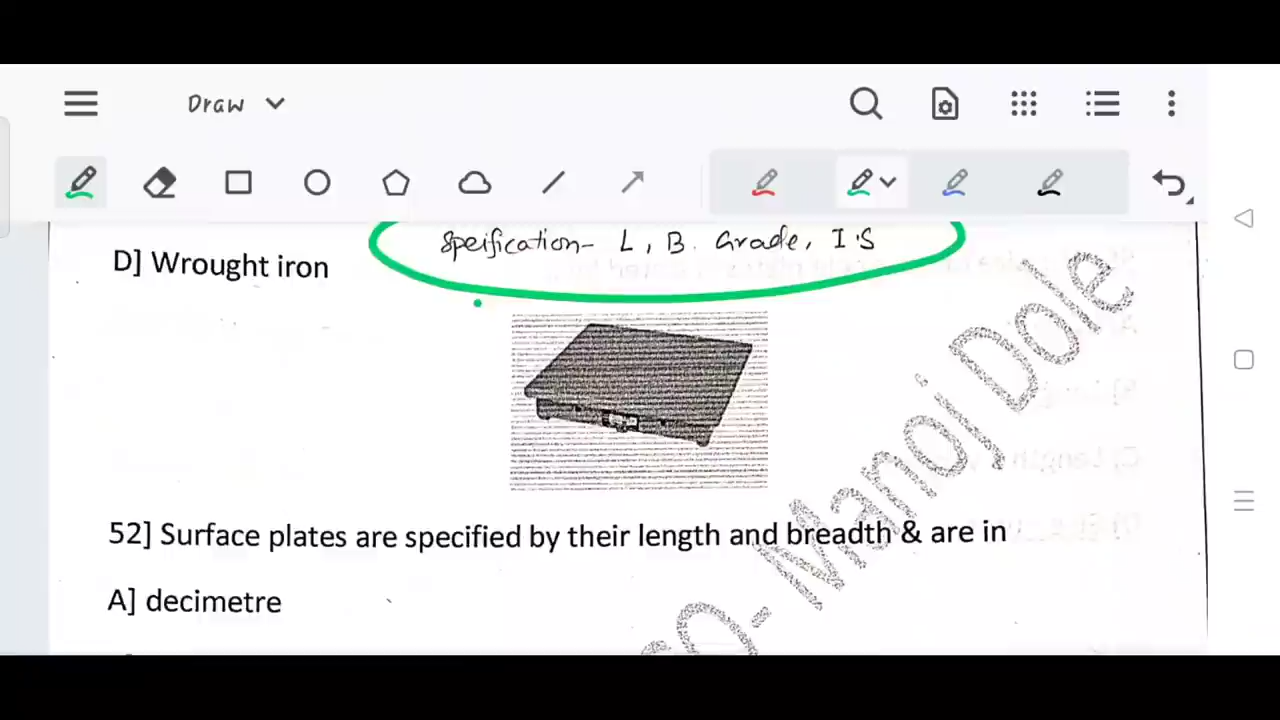 Draw
Speification- L, B. Grade, I.S
D] Wrought iron
52] Surface plates are specified by their length and breadth & are in
A] decimetre
Manoj Dole